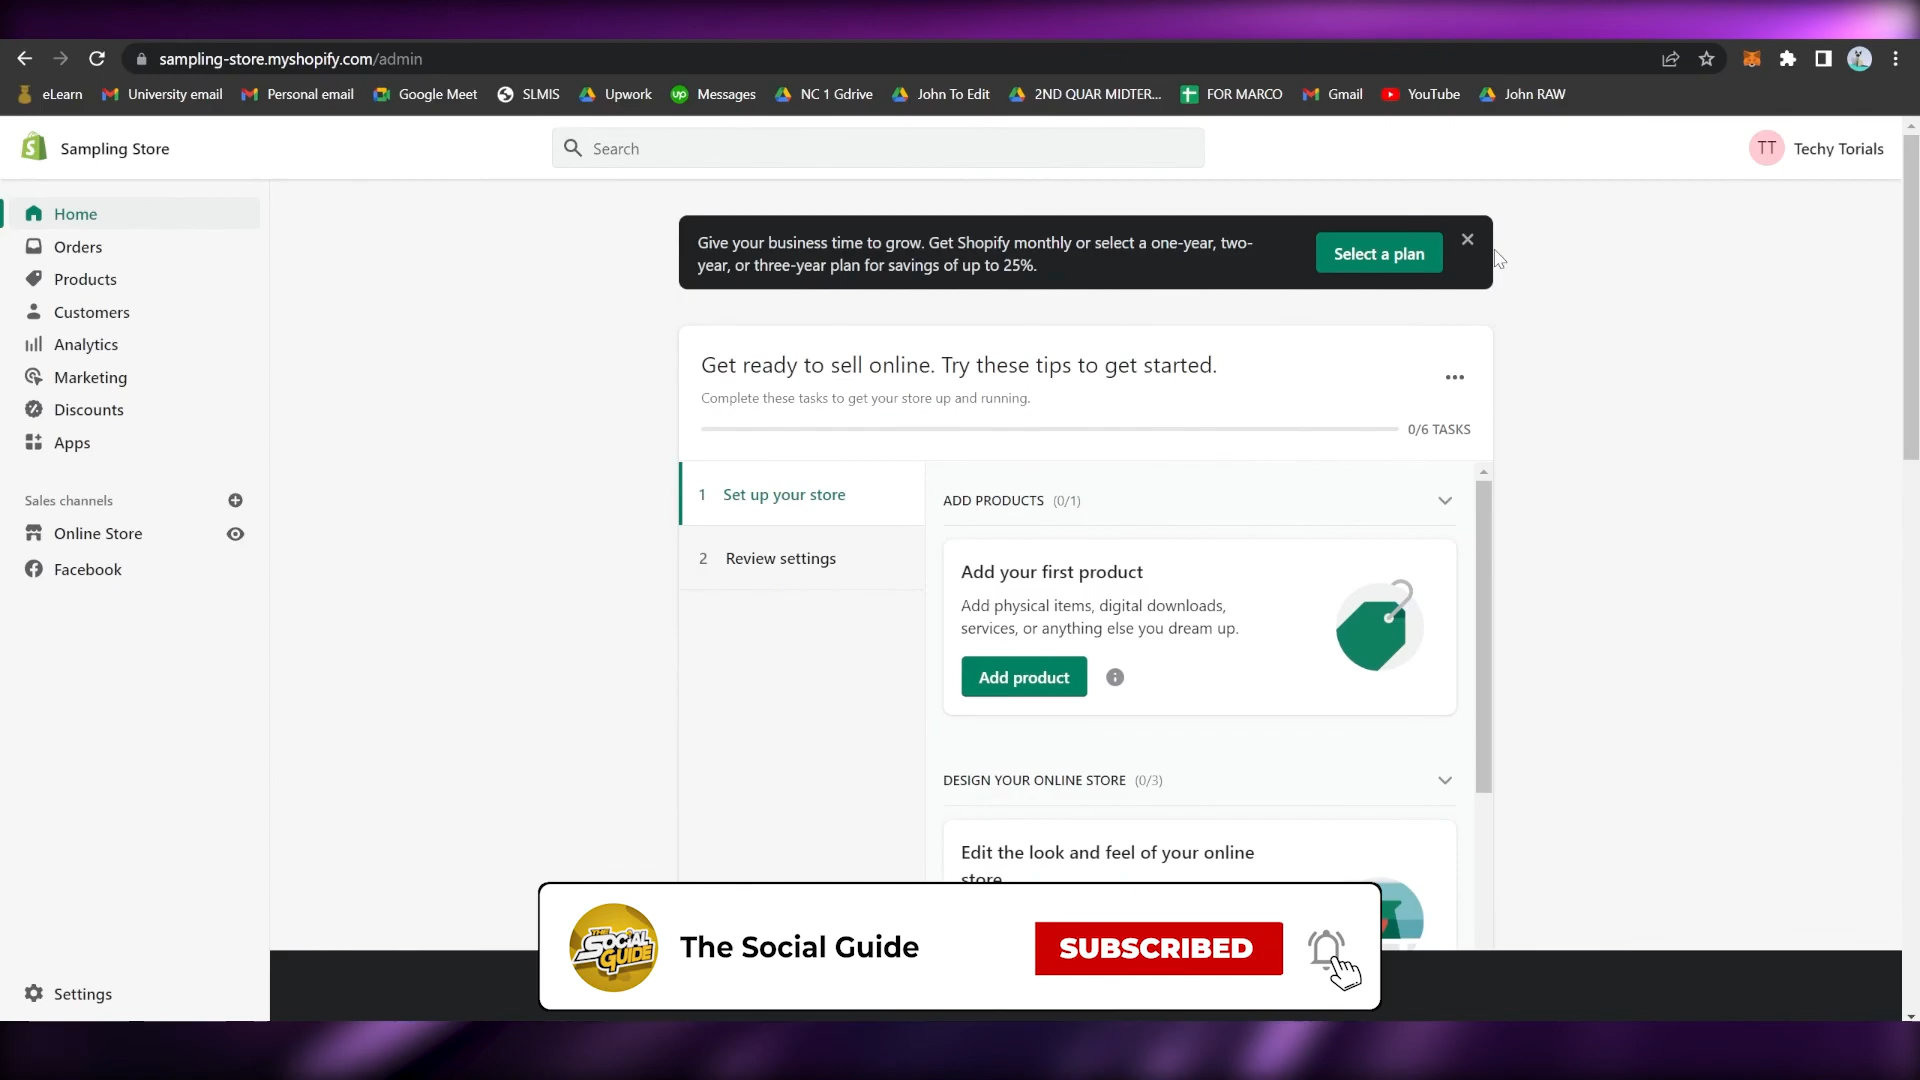 sampling-store.myshopify.com/admin
eLearn University email Personal email Google Meet SLMIS Upwork Messages NC 1 Gdrive John To Edit 2ND QUAR MIDTER... FOR MARCO Gmail YouTube John RAW
Sampling Store
Search
TT Techy Torials
Home
Orders
Products
Customers
Analytics
Marketing
Discounts
Apps
Sales channels
Online Store
Facebook
Settings
Give your business time to grow. Get Shopify monthly or select a one-year, two-
year, or three-year plan for savings of up to 25%.
Select a plan
Get ready to sell online. Try these tips to get started.
Complete these tasks to get your store up and running.
0/6 TASKS
1 Set up your store
2 Review settings
ADD PRODUCTS (0/1)
Add your first product
Add physical items, digital downloads,
services, or anything else you dream up.
Add product
DESIGN YOUR ONLINE STORE (0/3)
Edit the look and feel of your online
store
THE SOCIAL GUIDE
The Social Guide
SUBSCRIBED